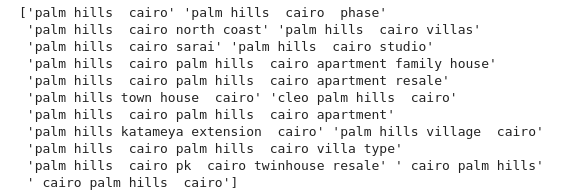 ['palm hills  cairo' 'palm hills  cairo  phase'
 'palm hills  cairo north coast' 'palm hills  cairo villas'
 'palm hills  cairo sarai' 'palm hills  cairo studio'
 'palm hills  cairo palm hills  cairo apartment family house'
 'palm hills  cairo palm hills  cairo apartment resale'
 'palm hills town house  cairo' 'cleo palm hills  cairo'
 'palm hills  cairo palm hills  cairo apartment'
 'palm hills katameya extension  cairo' 'palm hills village  cairo'
 'palm hills  cairo palm hills  cairo villa type'
 'palm hills  cairo pk  cairo twinhouse resale' ' cairo palm hills'
 ' cairo palm hills  cairo']